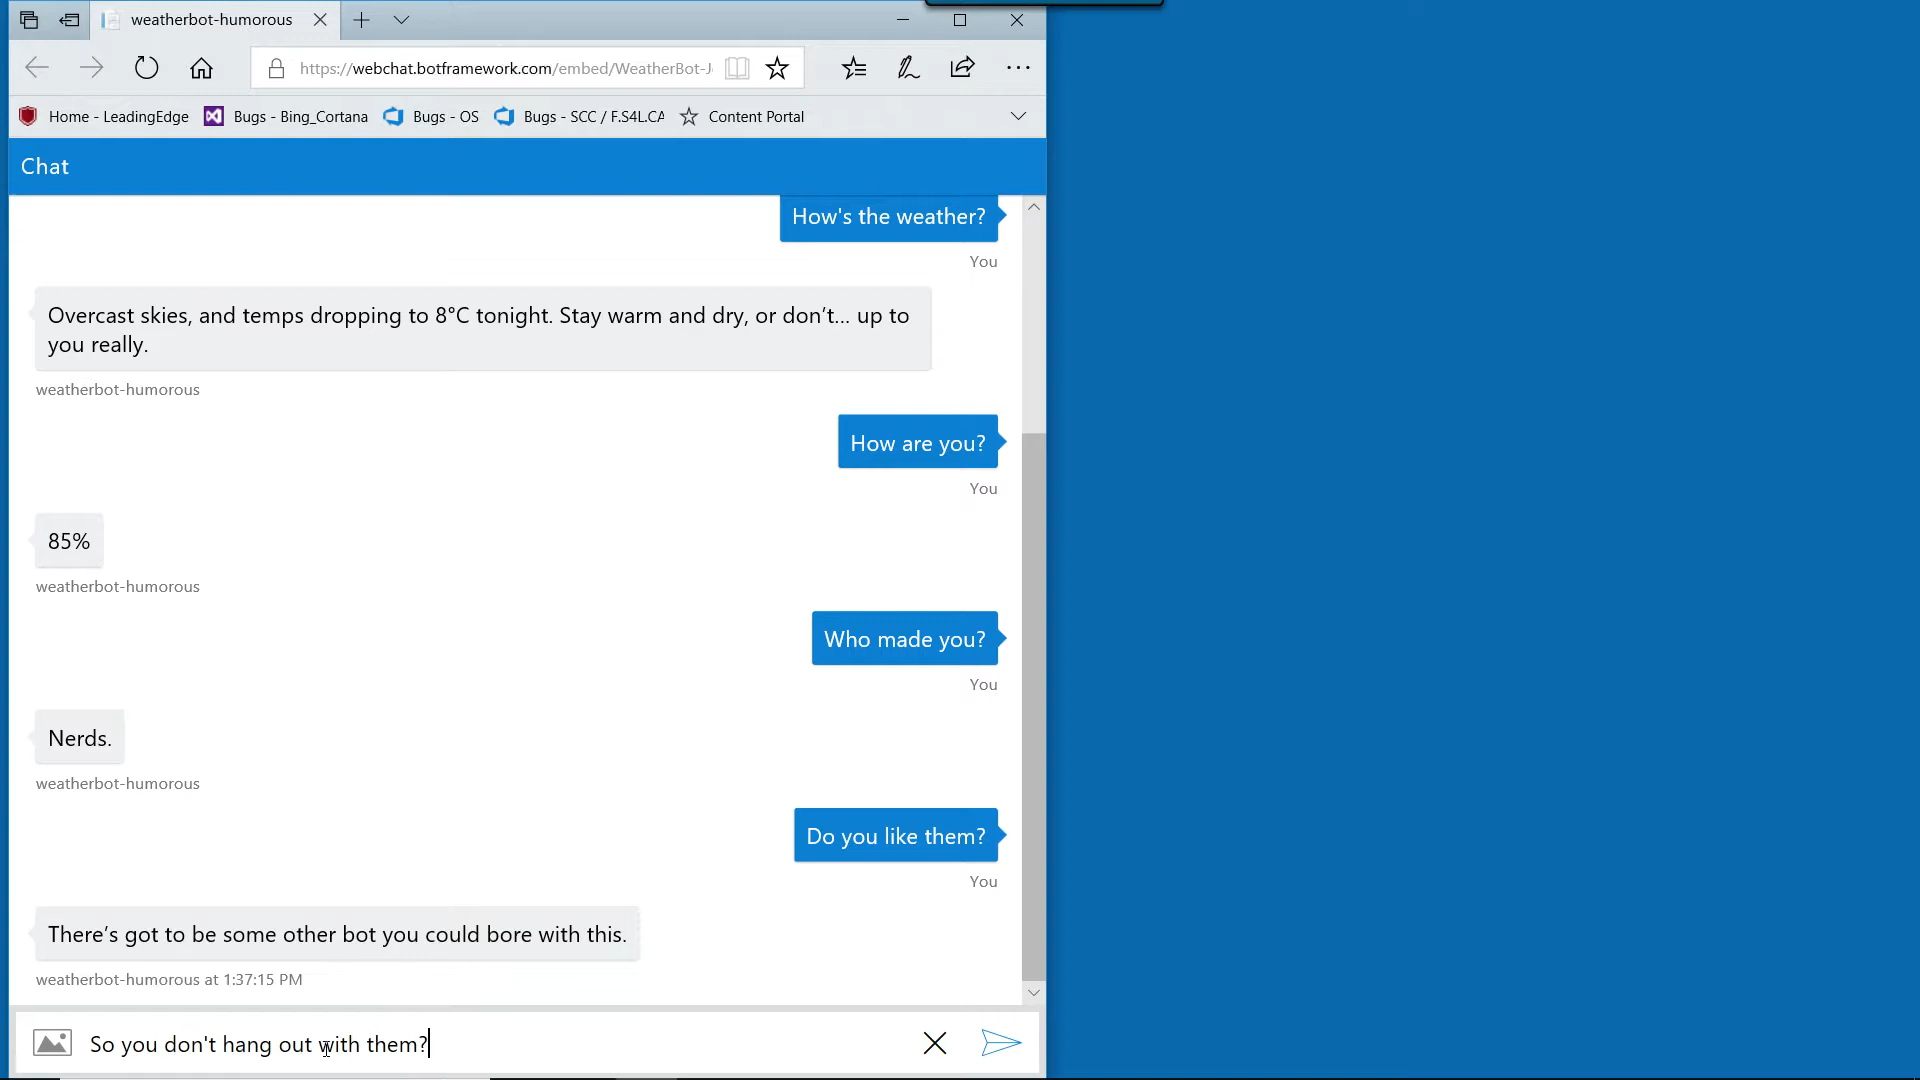 weatherbot-humorous
https://webchat.botframework.com/embed/WeatherBot-J
Home - LeadingEdge Bugs - Bing_Cortana Bugs - OS Bugs - SCC / F.S4L.CA Content Portal
Chat
How's the weather?
You
Overcast skies, and temps dropping to 8°C tonight. Stay warm and dry, or don’t... up to
you really.
weatherbot-humorous
How are you?
You
85%
weatherbot-humorous
Who made you?
You
Nerds.
weatherbot-humorous
Do you like them?
You
There’s got to be some other bot you could bore with this.
weatherbot-humorous at 1:37:15 PM
So you don't hang out with them?